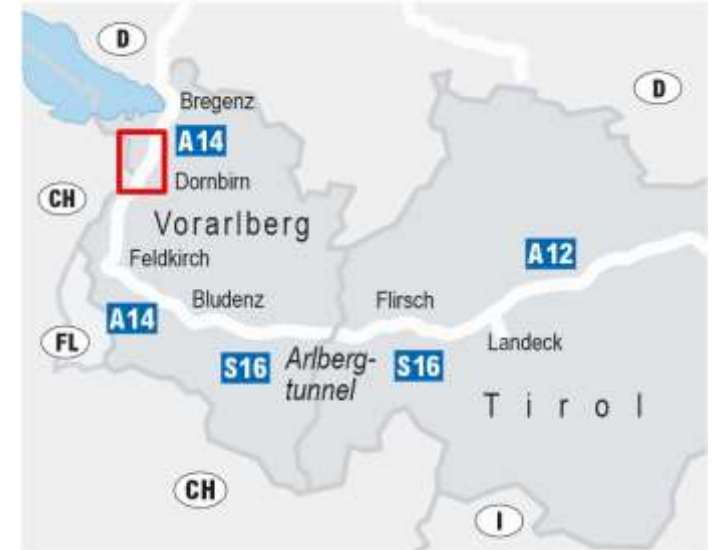 D
D
Bregenz
A14
Dornbirn
CH
Vorarlberg
Feldkirch
A12
Bludenz
Flirsch
A14
FL
Landeck
S16
Arlberg-
tunnel
S16
Tirol
CH
I